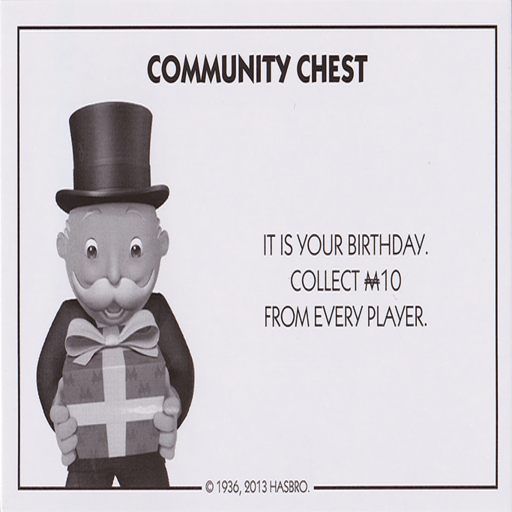 COMMUNITY CHEST
IT IS YOUR BIRTHDAY.
COLLECT ₩10
FROM EVERY PLAYER.
© 1936, 2013 HASBRO.